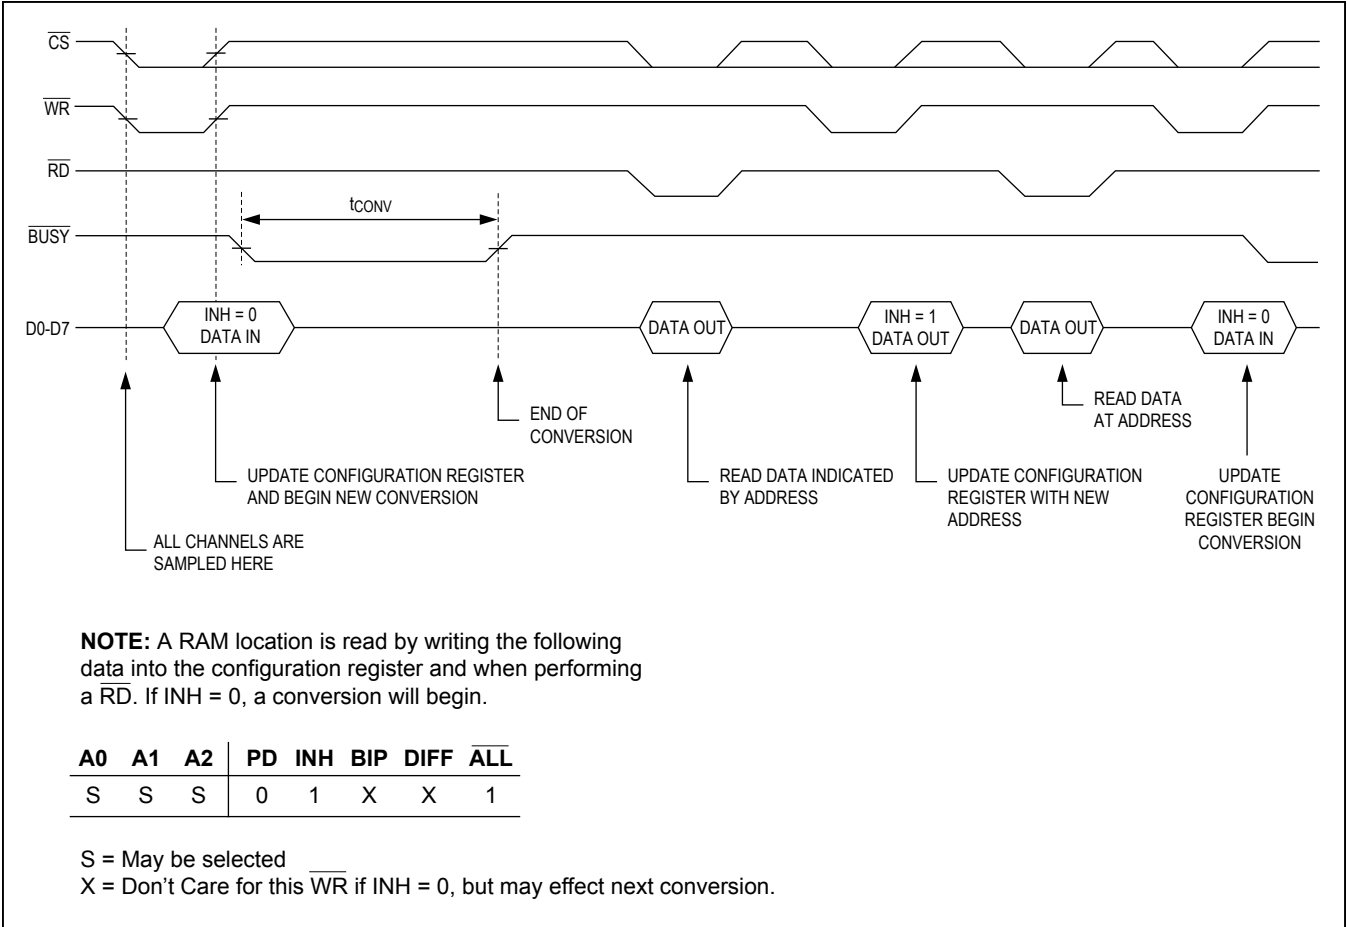 CS
WR
RD
tCONV
BUSY
D0-D7
INH = 0
DATA IN
DATA OUT
INH = 1
DATA OUT
DATA OUT
INH = 0
DATA IN
END OF
CONVERSION
READ DATA
AT ADDRESS
UPDATE CONFIGURATION REGISTER
AND BEGIN NEW CONVERSION
READ DATA INDICATED
BY ADDRESS
UPDATE CONFIGURATION
REGISTER WITH NEW
ADDRESS
UPDATE
CONFIGURATION
REGISTER BEGIN
CONVERSION
ALL CHANNELS ARE
SAMPLED HERE
NOTE: A RAM location is read by writing the following
data into the configuration register and when performing
a RD. If INH = 0, a conversion will begin.
A0 A1 A2 PD INH BIP DIFF ALL
S S S 0 1 X X 1
S = May be selected
X = Don't Care for this WR if INH = 0, but may effect next conversion.